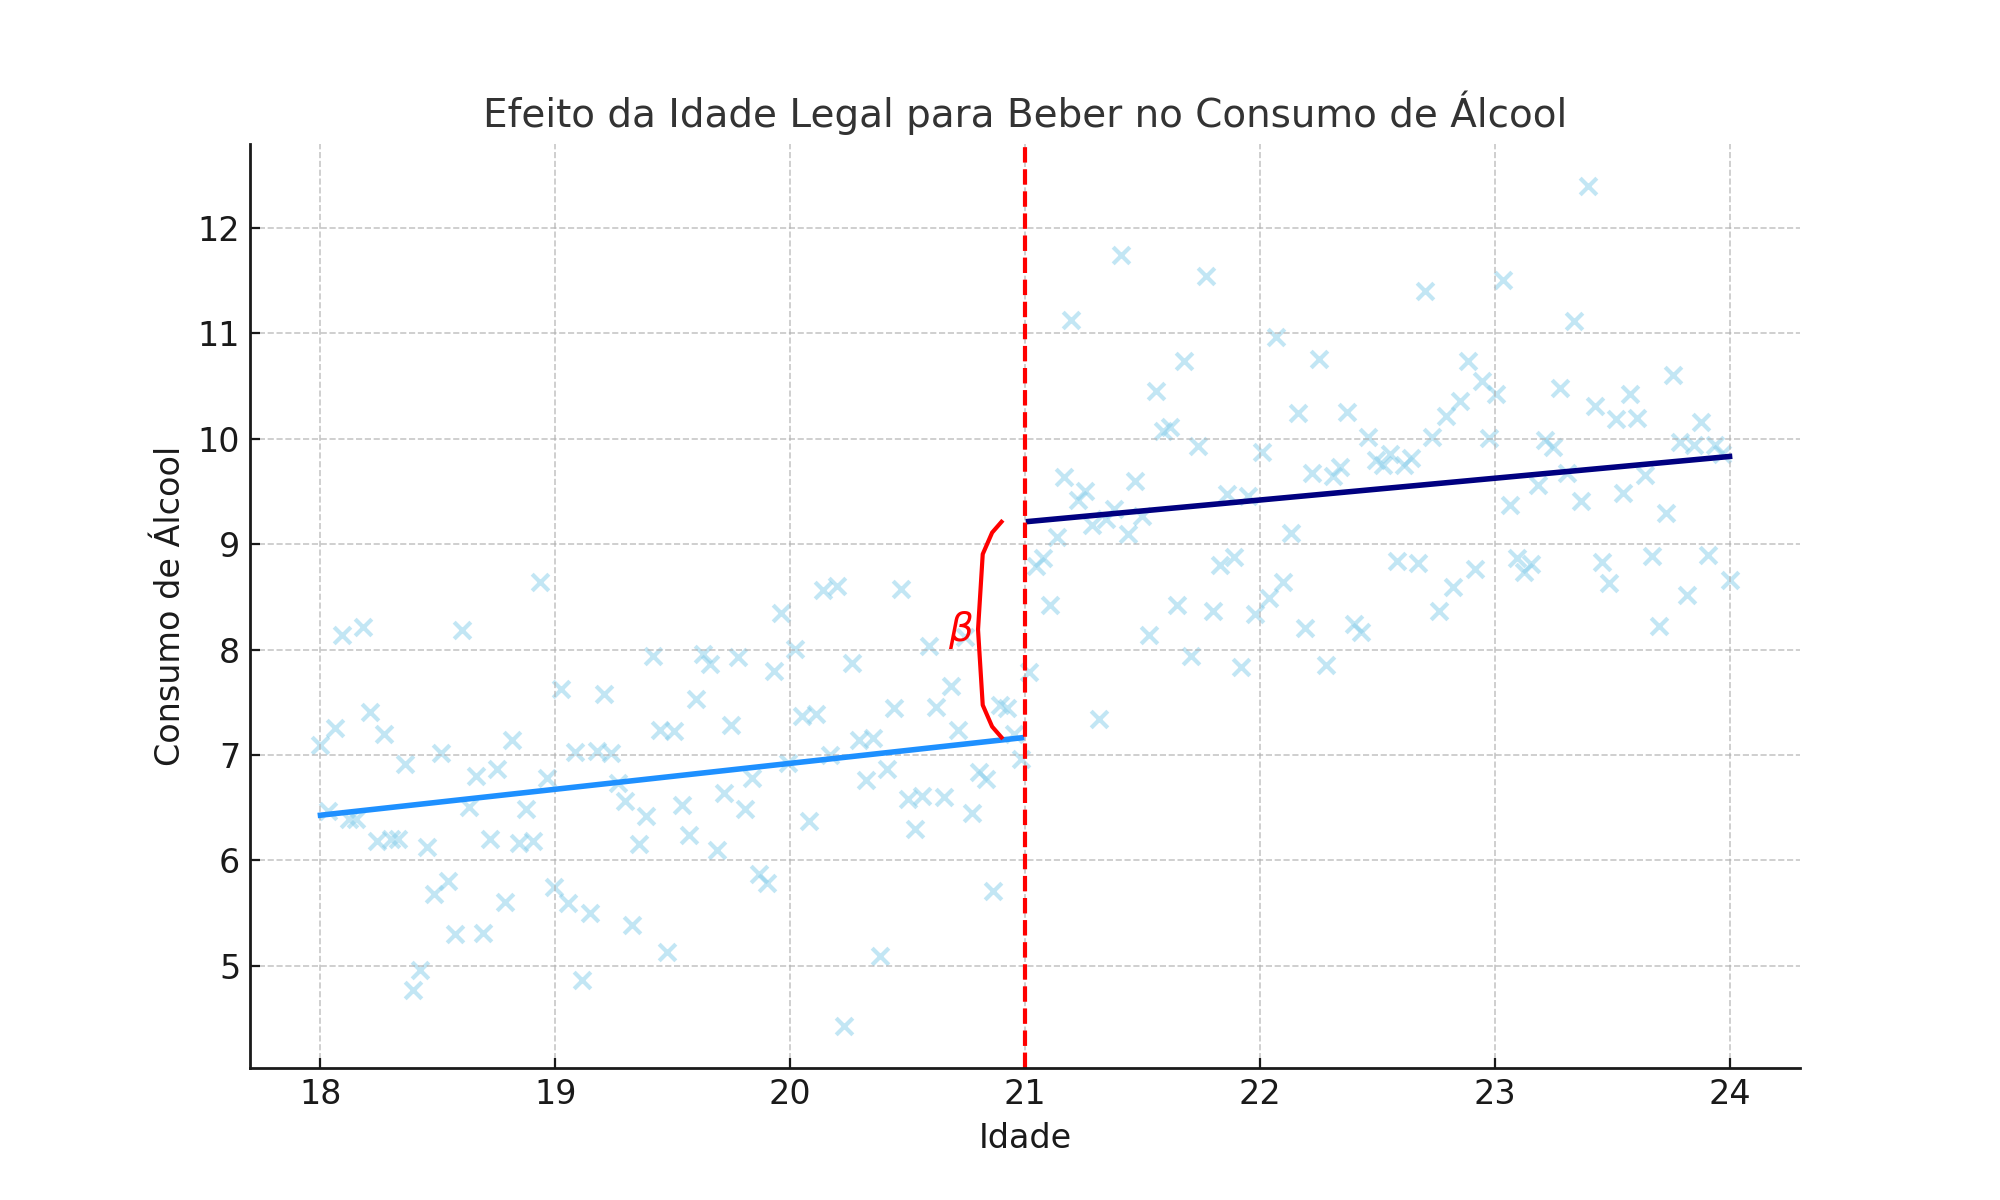 Efeito da Idade Legal para Beber no Consumo de Álcool
Consumo de Álcool
12
11
10
9
8
7
6
5
β
18 19 20 21 22 23 24
Idade